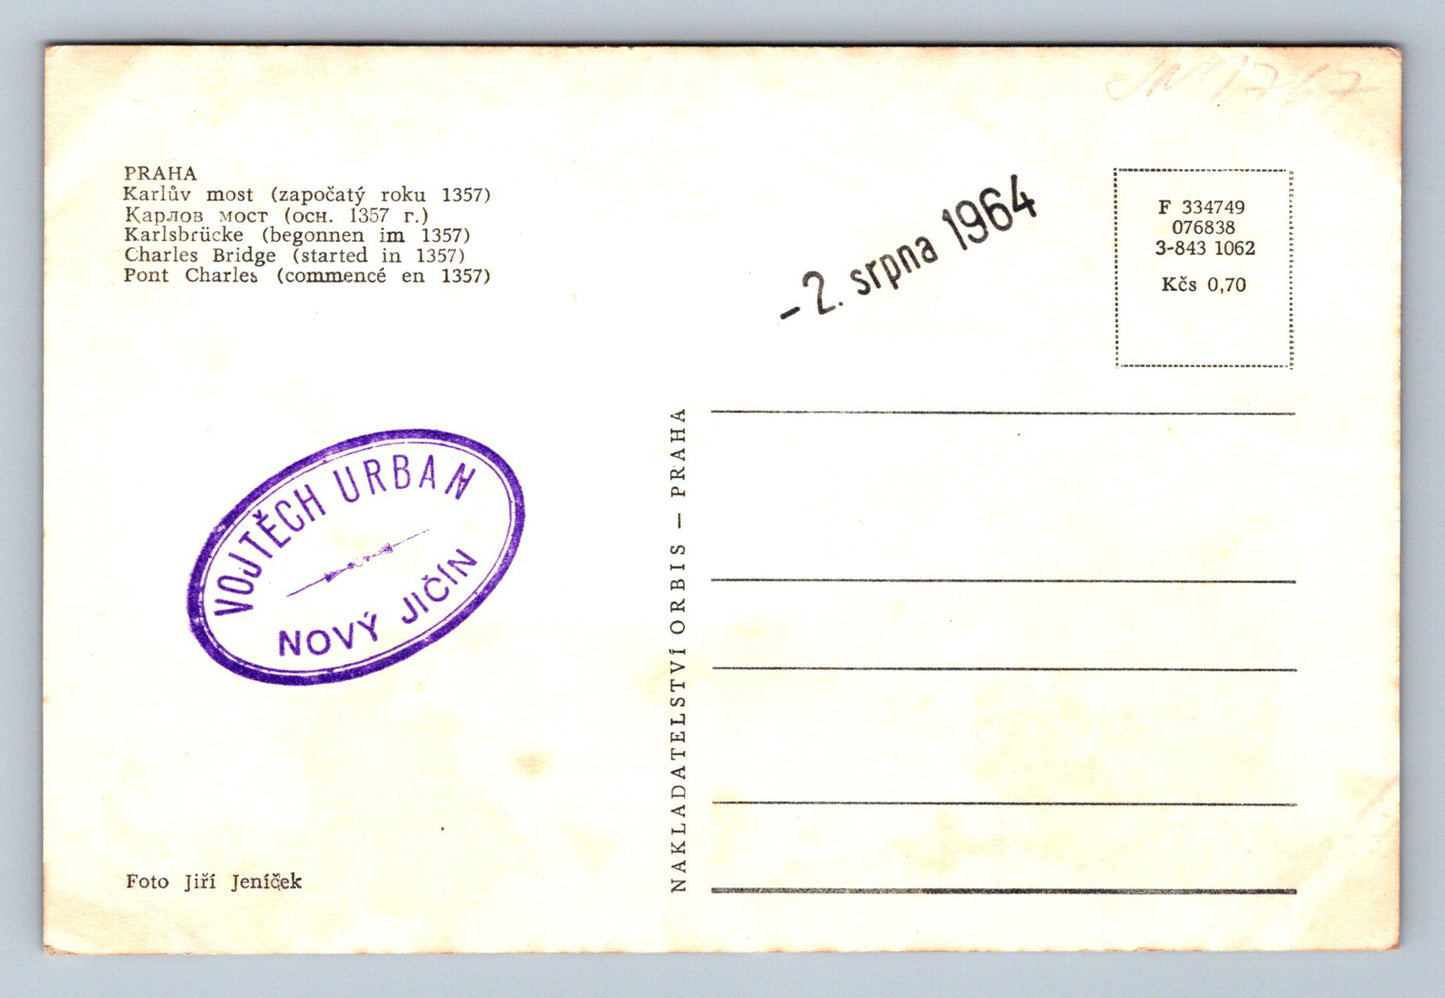 PRAHA
Karlův most (započatý roku 1357)
Карлов мост (осн. 1357 г.)
Karlsbrücke (begonnen im 1357)
Charles Bridge (started in 1357)
Pont Charles (commencé en 1357)
- 2. srpna 1964
F 334749
076838
3-843 1062
Kčs 0,70
VOJTĚCH URBAN
NOVÝ JIČÍN
NAKLADATELSTVÍ ORBIS — PRAHA
Foto Jiří Jeníček